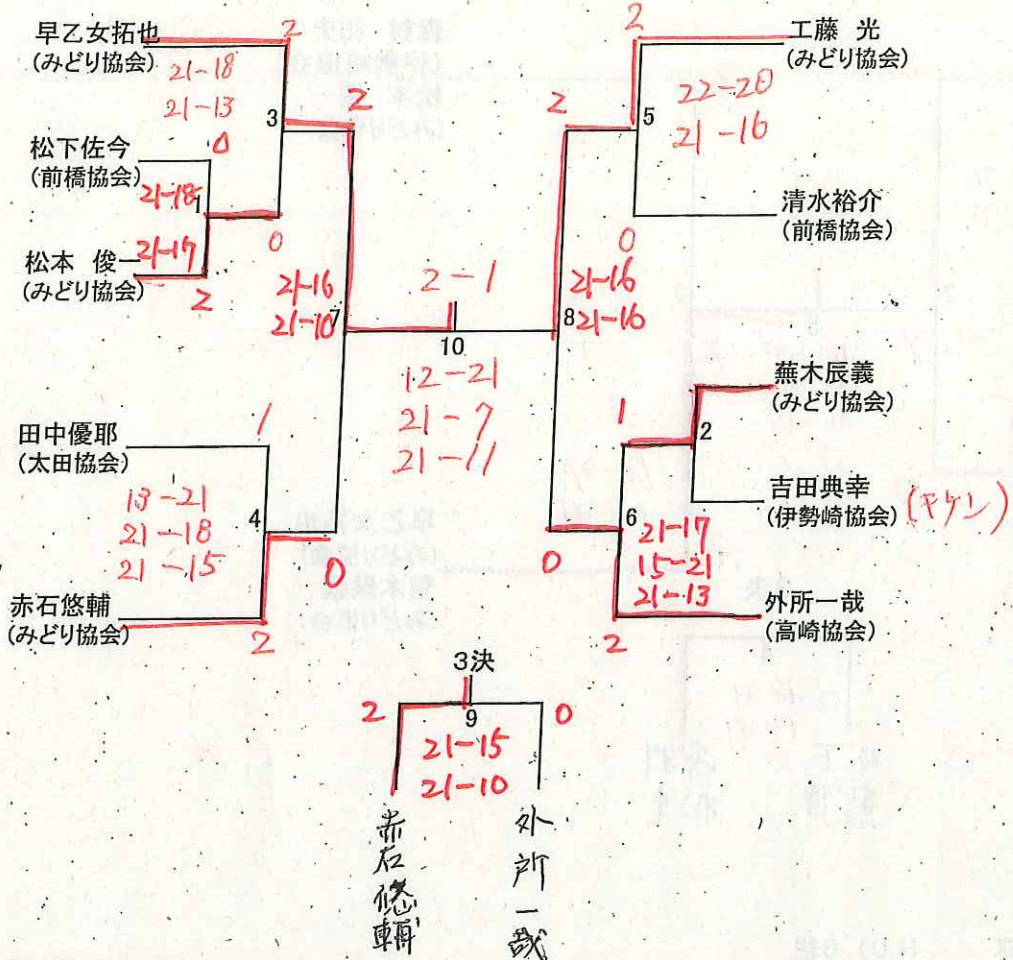 早乙女拓也
(みどり協会)
2
21-18
21-13
3
0
松下佐今
(前橋協会)
21-18
1
21-17
松本 俊一
(みどり協会)
2
0
2
21-16
21-10
7
田中優耶
(太田協会)
1
13-21
21-18
21-15
4
0
赤石悠輔
(みどり協会)
2
2-1
10
12-21
21-7
21-11
2
工藤 光
(みどり協会)
22-20
21-16
5
2
0
清水裕介
(前橋協会)
21-16
21-16
8
蕪木辰義
(みどり協会)
1
2
吉田典幸
(伊勢崎協会)
(キケン)
6
21-17
15-21
21-13
0
外所一哉
(高崎協会)
2
3決
2
9
0
21-15
21-10
赤石悠輔
外所一哉